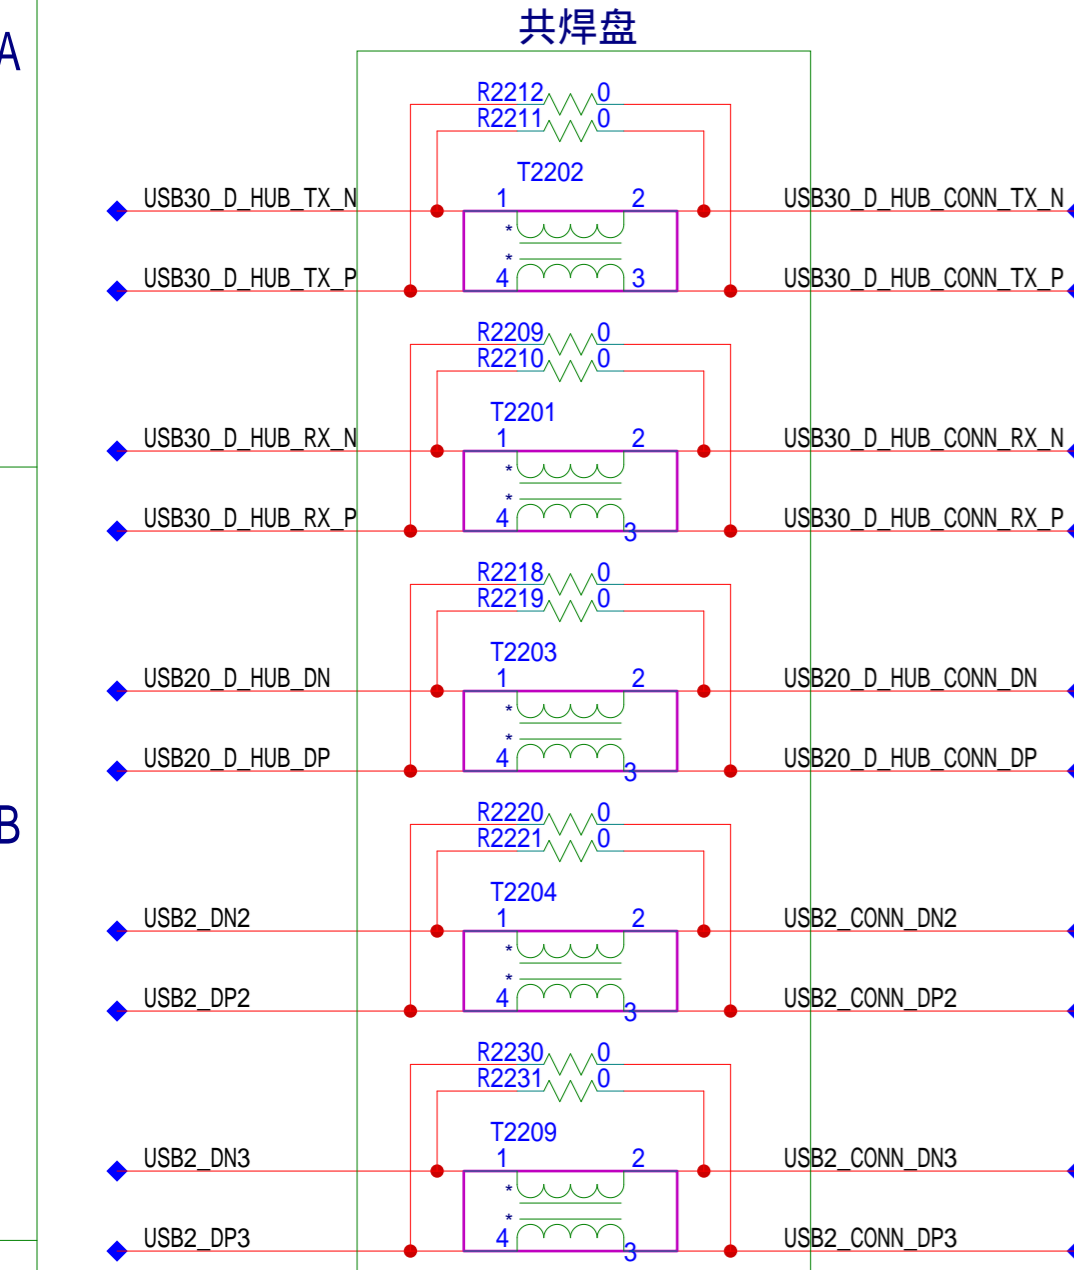 共焊盘
A
R2212 0
R2211 0
T2202
USB30_D_HUB_TX_N 1 2 USB30_D_HUB_CONN_TX_N
*
*
USB30_D_HUB_TX_P 4 3 USB30_D_HUB_CONN_TX_P
R2209 0
R2210 0
T2201
USB30_D_HUB_RX_N 1 2 USB30_D_HUB_CONN_RX_N
*
*
USB30_D_HUB_RX_P 4 3 USB30_D_HUB_CONN_RX_P
R2218 0
R2219 0
T2203
USB20_D_HUB_DN 1 2 USB20_D_HUB_CONN_DN
*
*
USB20_D_HUB_DP 4 3 USB20_D_HUB_CONN_DP
B
R2220 0
R2221 0
T2204
USB2_DN2 1 2 USB2_CONN_DN2
*
*
USB2_DP2 4 3 USB2_CONN_DP2
R2230 0
R2231 0
T2209
USB2_DN3 1 2 USB2_CONN_DN3
*
*
USB2_DP3 4 3 USB2_CONN_DP3